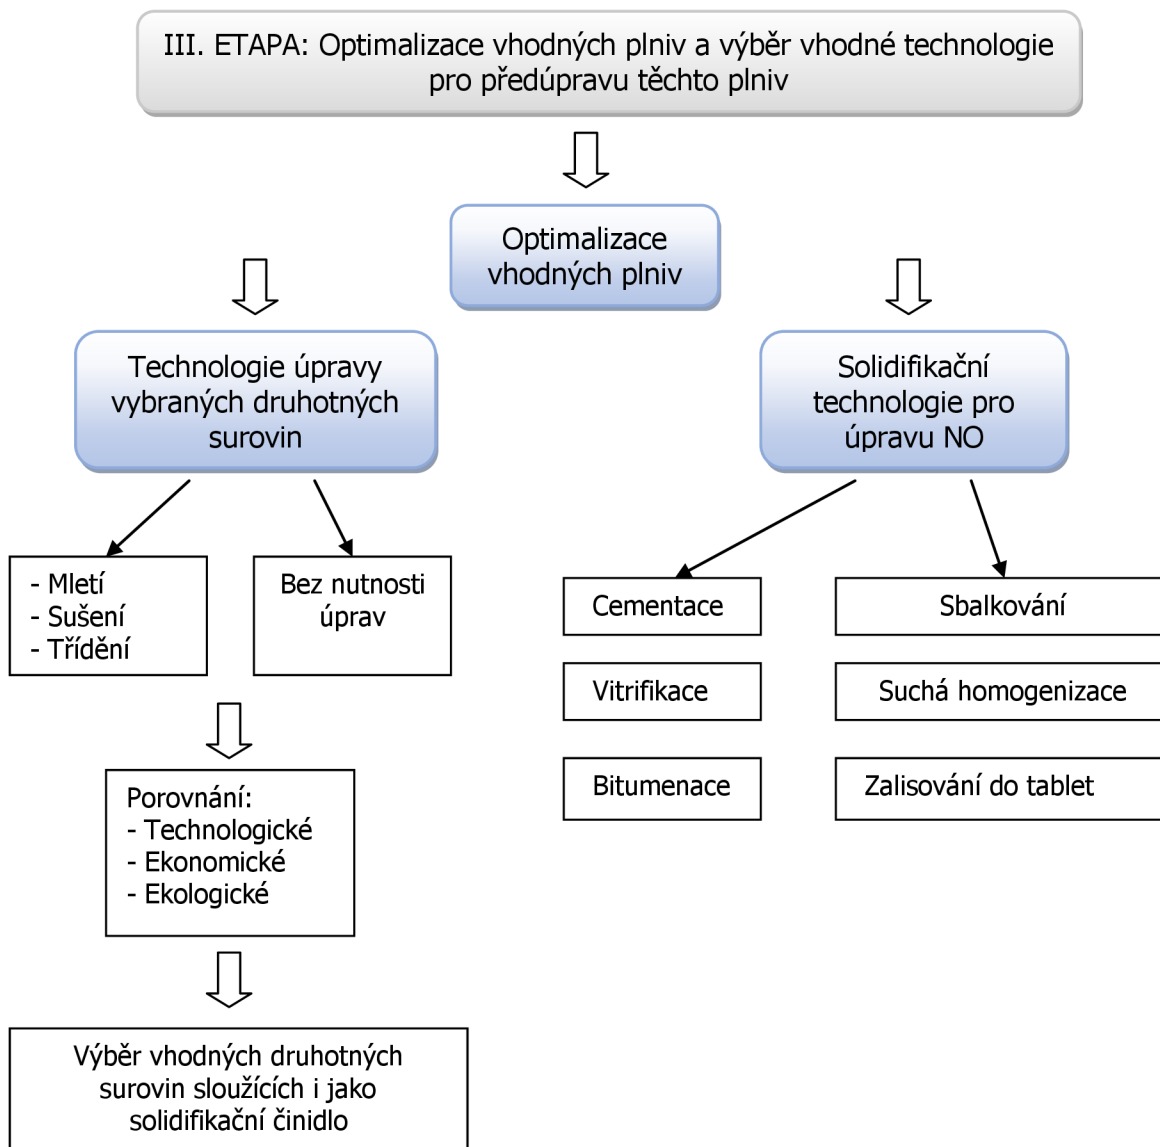 III. ETAPA: Optimalizace vhodných plniv a výběr vhodné technologie
pro předúpravu těchto plniv
Optimalizace
vhodných plniv
Technologie úpravy
vybraných druhotných
surovin
Solidifikační
technologie pro
úpravu NO
- Mletí
- Sušení
- Třídění
Bez nutnosti
úprav
Cementace
Sbalkování
Vitrifikace
Suchá homogenizace
Bitumenace
Zalisování do tablet
Porovnání:
- Technologické
- Ekonomické
- Ekologické
Výběr vhodných druhotných
surovin sloužících i jako
solidifikační činidlo